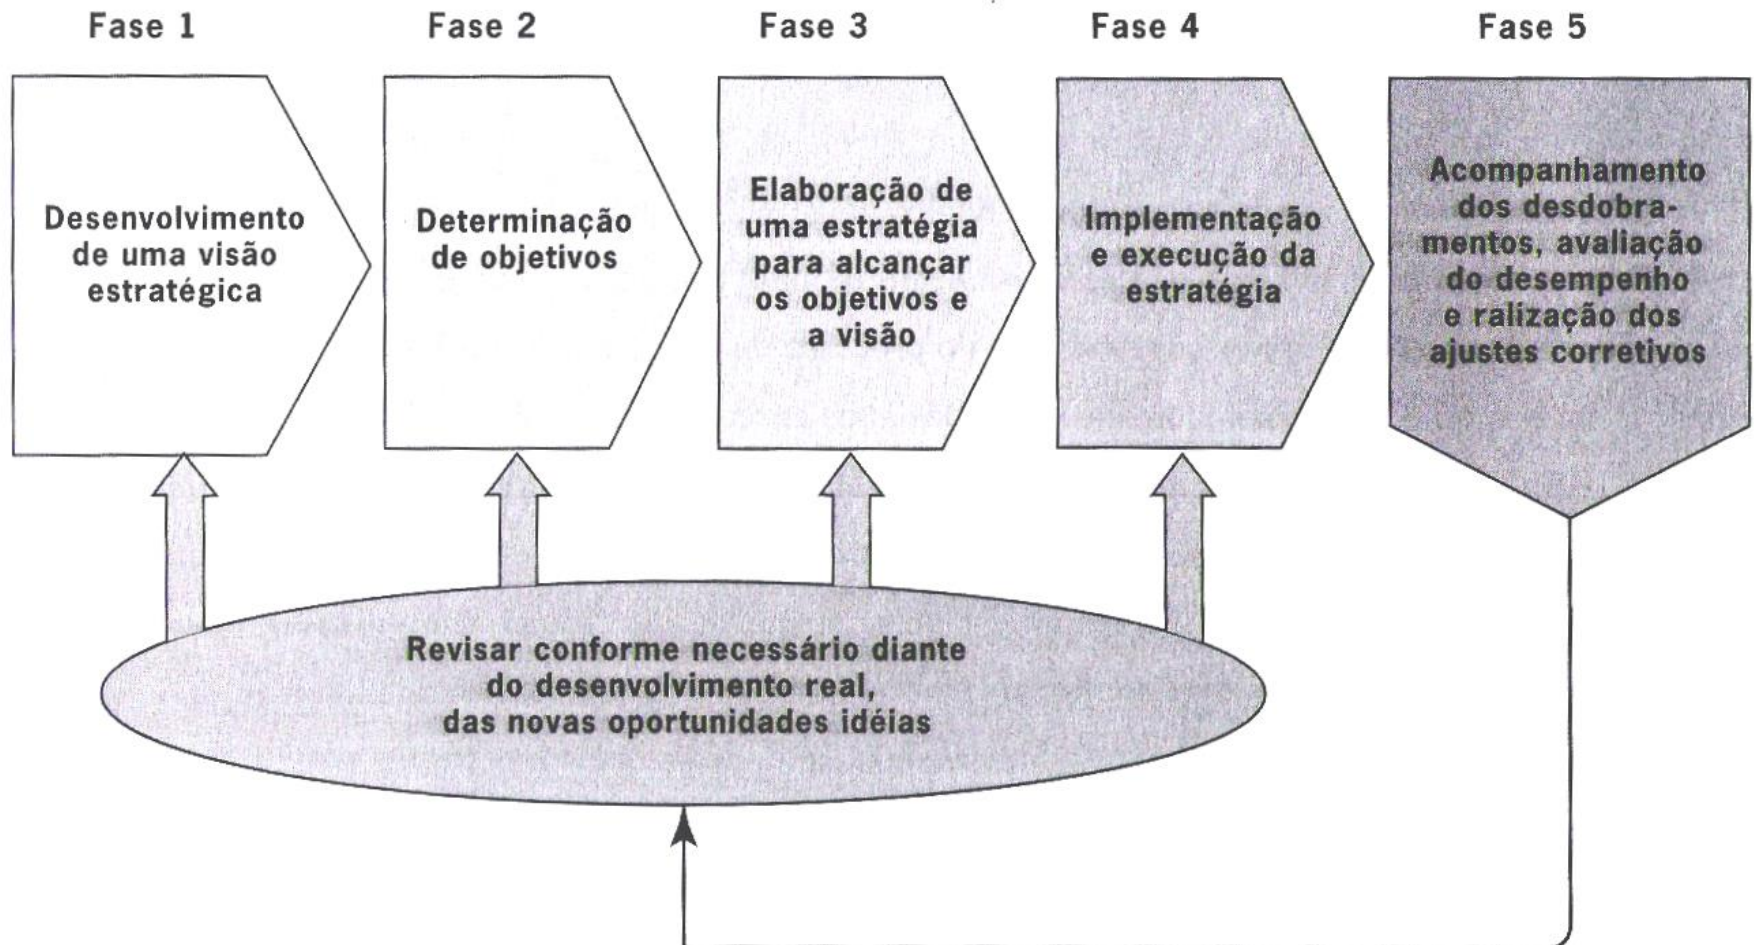 Fase 1
Fase 2
Fase 3
Fase 4
Fase 5
Desenvolvimento
de uma visão
estratégica
Determinação
de objetivos
Elaboração de
uma estratégia
para alcançar
os objetivos e
a visão
Implementação
e execução da
estratégia
Acompanhamento
dos desdobra-
mentos, avaliação
do desempenho
e ralização dos
ajustes corretivos
Revisar conforme necessário diante
do desenvolvimento real,
das novas oportunidades idéias